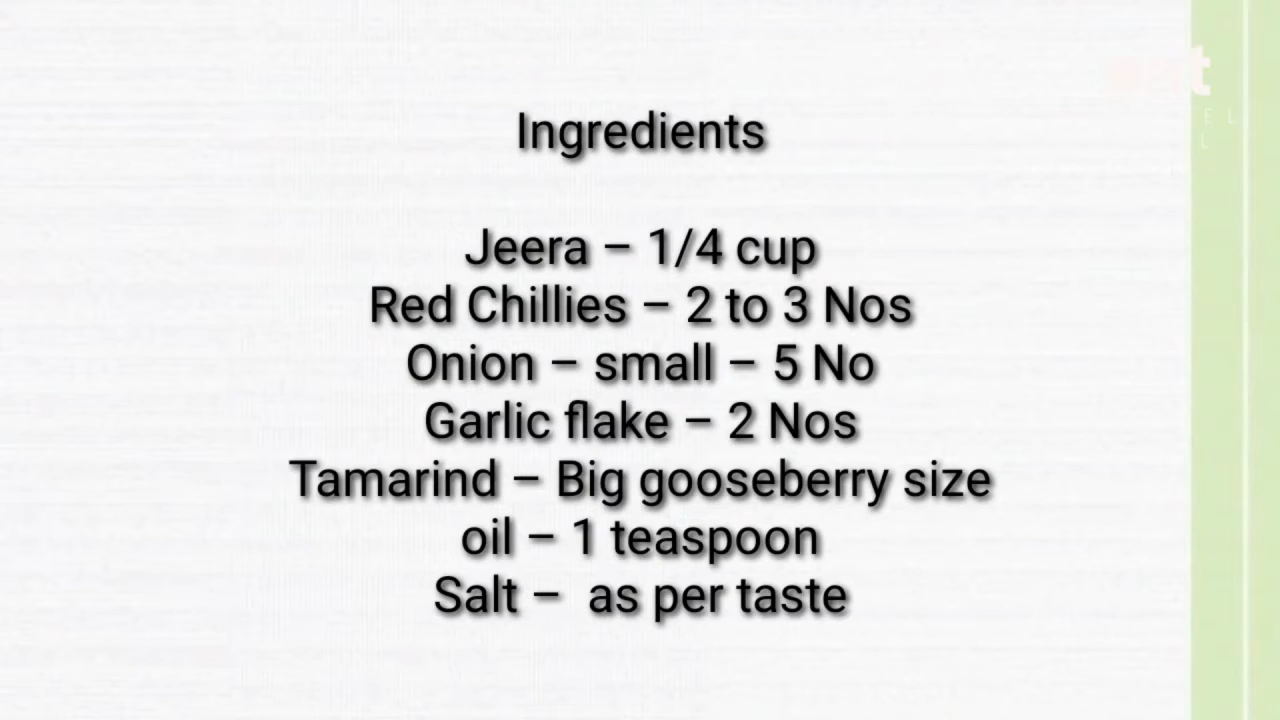 Ingredients
Jeera – 1/4 cup
Red Chillies – 2 to 3 Nos
Onion – small – 5 No
Garlic flake – 2 Nos
Tamarind – Big gooseberry size
oil – 1 teaspoon
Salt – as per taste